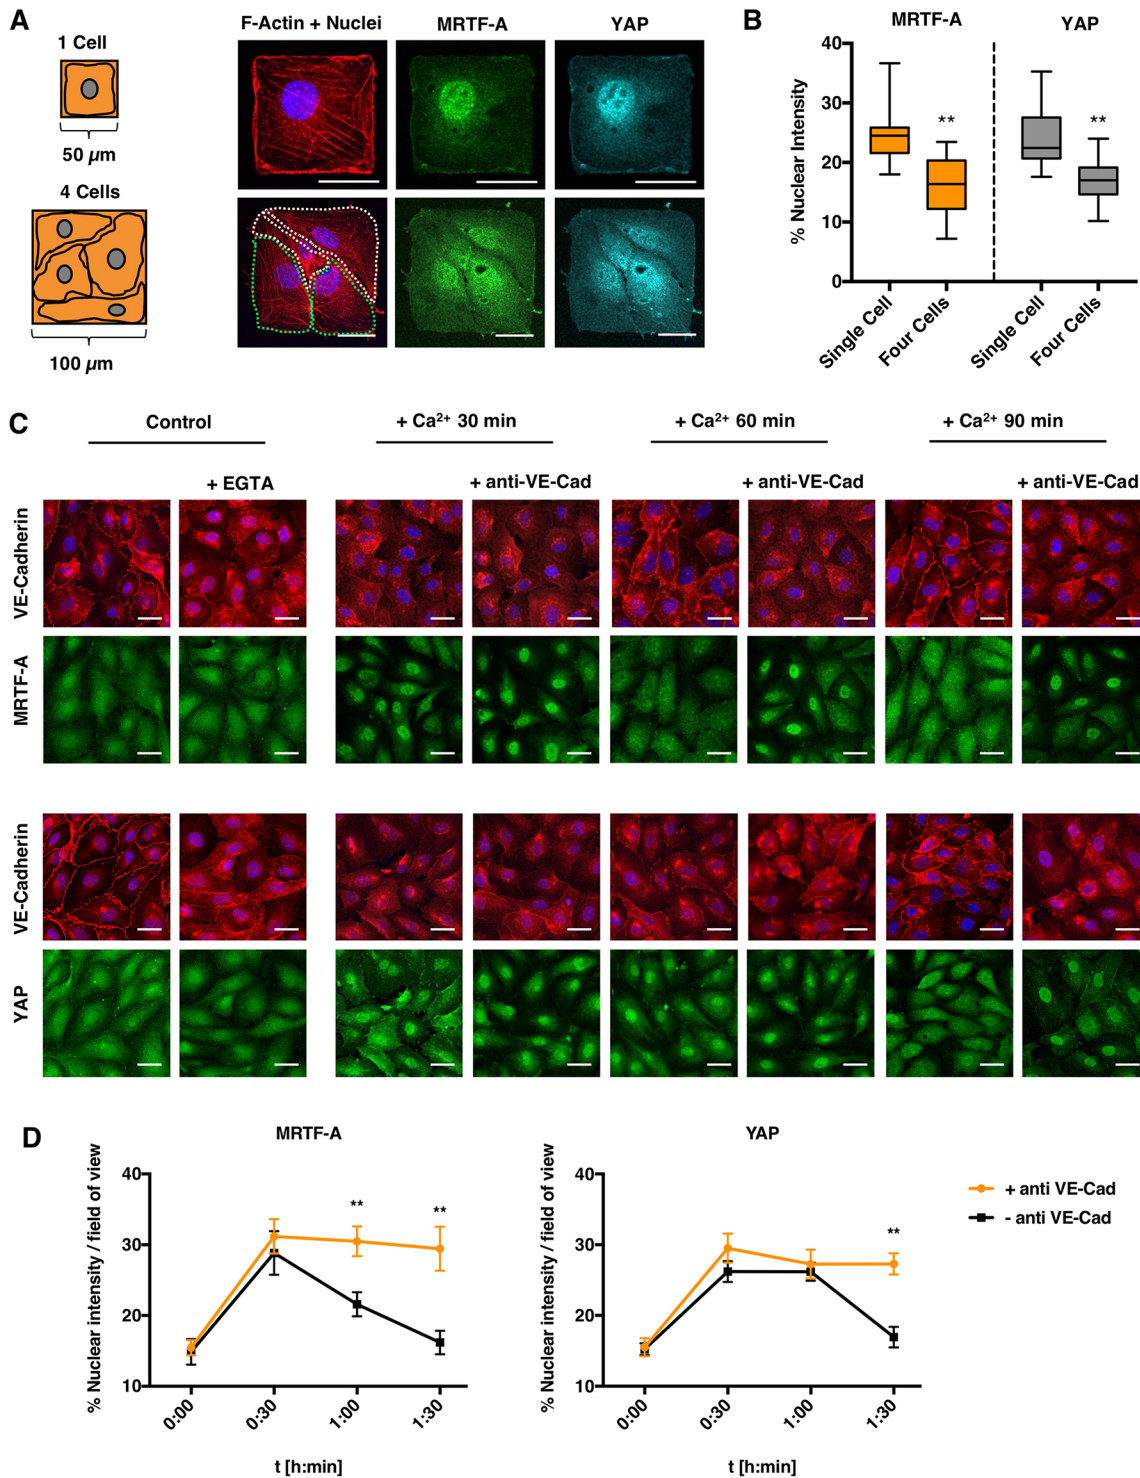 A
F-Actin + Nuclei
MRTF-A
YAP
1 Cell
50 µm
4 Cells
100 µm
B
MRTF-A
YAP
% Nuclear Intensity
40
30
20
10
0
**
**
Single Cell
Four Cells
Single Cell
Four Cells
C
Control
+ Ca²⁺ 30 min
+ Ca²⁺ 60 min
+ Ca²⁺ 90 min
+ EGTA
+ anti-VE-Cad
+ anti-VE-Cad
+ anti-VE-Cad
VE-Cadherin
MRTF-A
VE-Cadherin
YAP
D
MRTF-A
% Nuclear intensity / field of view
40
30
20
10
**
**
0:00
0:30
1:00
1:30
t [h:min]
YAP
% Nuclear intensity / field of view
40
30
20
10
**
0:00
0:30
1:00
1:30
t [h:min]
+ anti VE-Cad
- anti VE-Cad